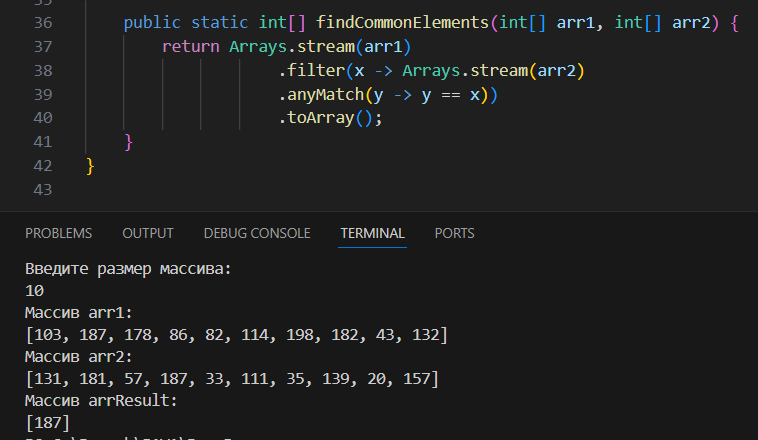 36 public static int[] findCommonElements(int[] arr1, int[] arr2) {
37 return Arrays.stream(arr1)
38 .filter(x -> Arrays.stream(arr2)
39 .anyMatch(y -> y == x))
40 .toArray();
41 }
42 }
43
PROBLEMS OUTPUT DEBUG CONSOLE TERMINAL PORTS
Введите размер массива:
10
Массив arr1:
[103, 187, 178, 86, 82, 114, 198, 182, 43, 132]
Массив arr2:
[131, 181, 57, 187, 33, 111, 35, 139, 20, 157]
Массив arrResult:
[187]